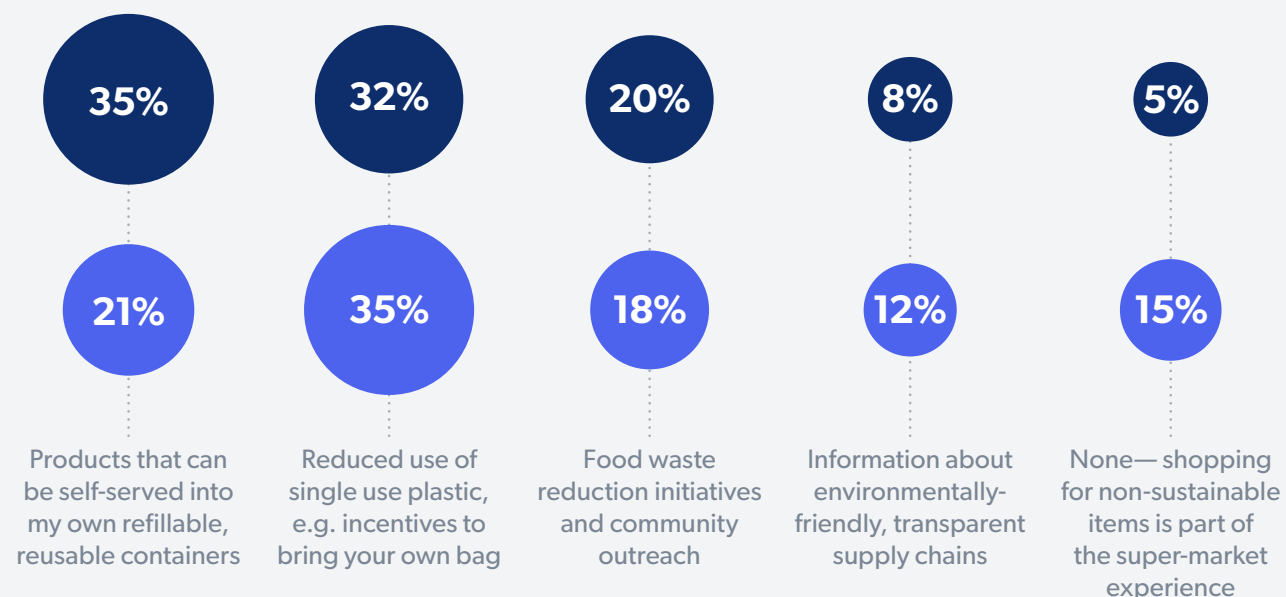 35%
32%
20%
8%
5%
21%
35%
18%
12%
15%
Products that can
be self-served into
my own refillable,
reusable containers
Reduced use of
single use plastic,
e.g. incentives to
bring your own bag
Food waste
reduction initiatives
and community
outreach
Information about
environmentally-
friendly, transparent
supply chains
None— shopping
for non-sustainable
items is part of
the super-market
experience